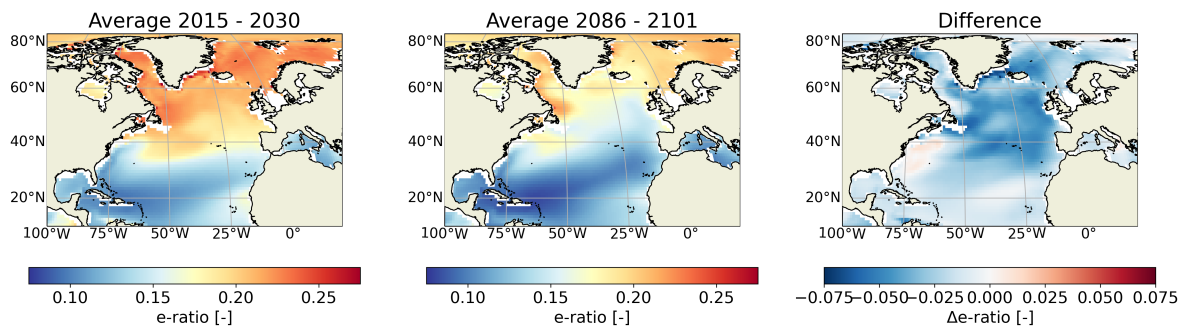 Average 2015 - 2030
80°N
60°N
40°N
20°N
100°W 75°W 50°W 25°W 0°
0.10 0.15 0.20 0.25
e-ratio [-]
Average 2086 - 2101
80°N
60°N
40°N
20°N
100°W 75°W 50°W 25°W 0°
0.10 0.15 0.20 0.25
e-ratio [-]
Difference
80°N
60°N
40°N
20°N
100°W 75°W 50°W 25°W 0°
−0.075 −0.050 −0.025 0.000 0.025 0.050 0.075
Δe-ratio [-]